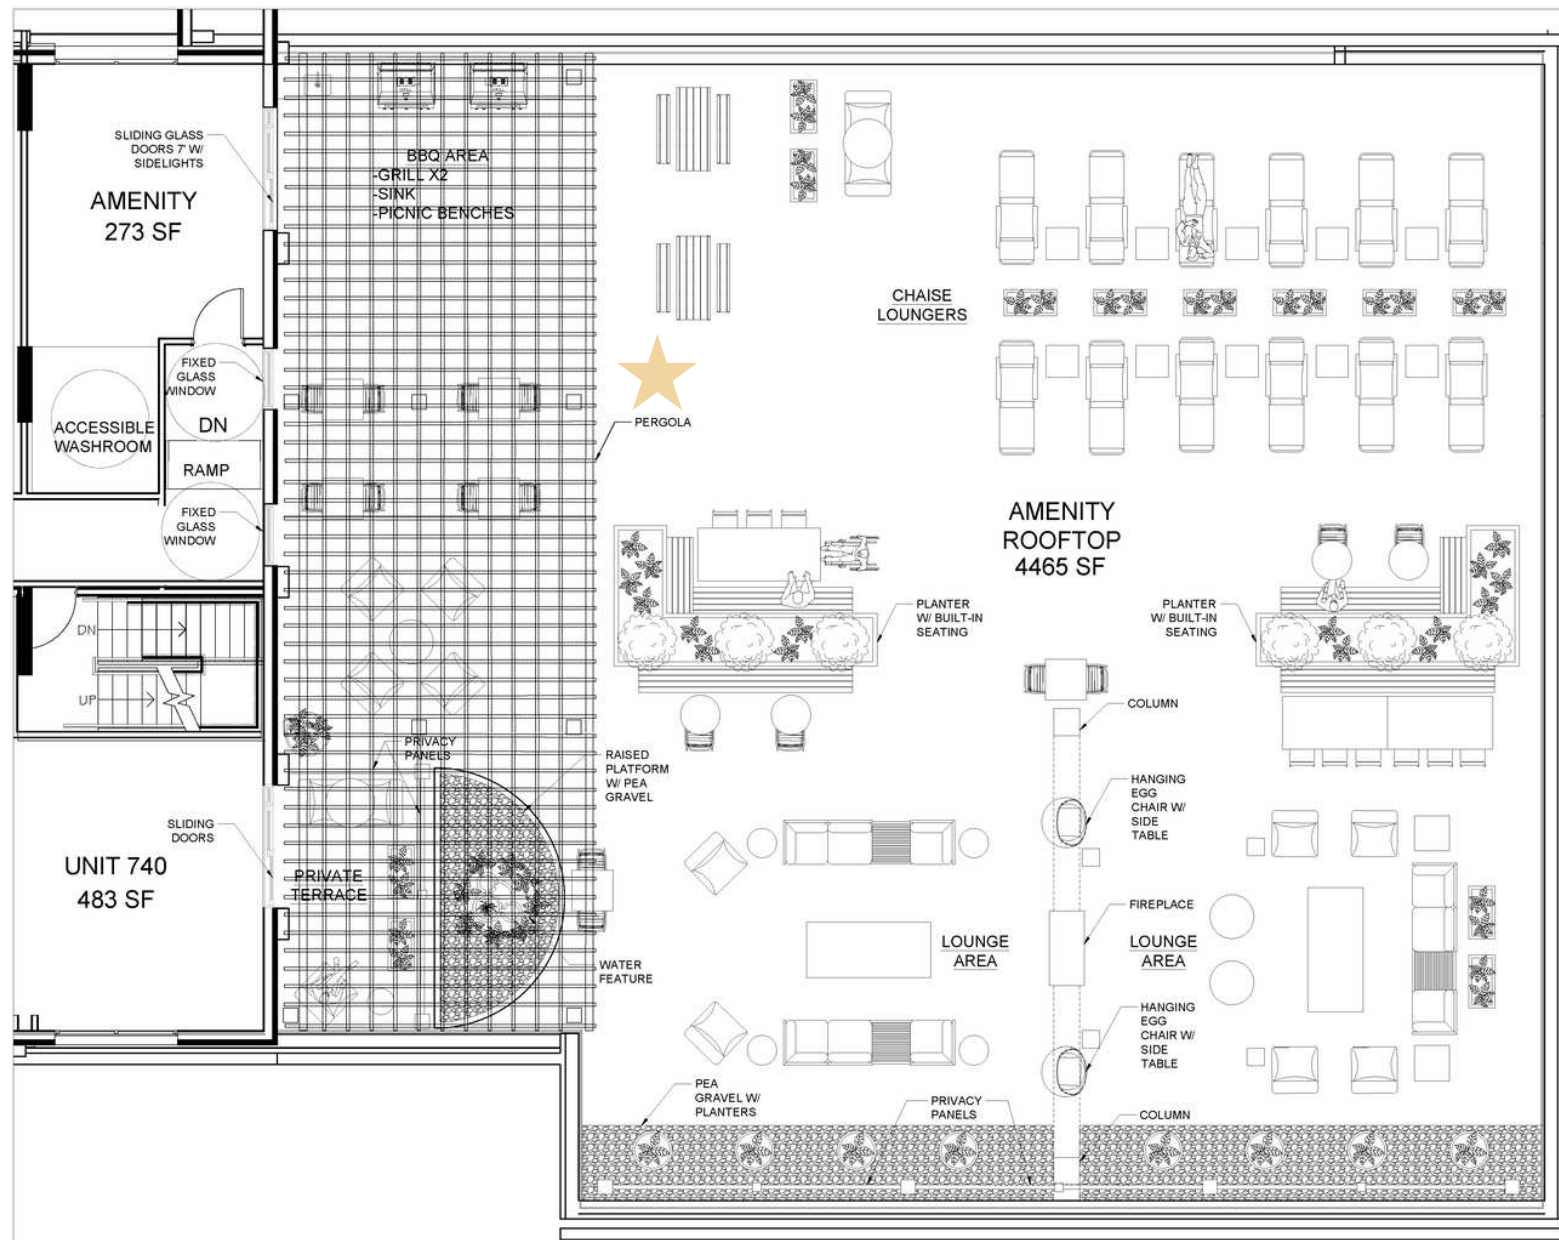 SLIDING GLASS
DOORS 7' W/
SIDELIGHTS
AMENITY
273 SF
BBQ AREA
-GRILL X2
-SINK
-PICNIC BENCHES
CHAISE
LOUNGERS
FIXED
GLASS
WINDOW
ACCESSIBLE
WASHROOM
DN
RAMP
FIXED
GLASS
WINDOW
PERGOLA
AMENITY
ROOFTOP
4465 SF
DN
UP
PLANTER
W/ BUILT-IN
SEATING
PLANTER
W/ BUILT-IN
SEATING
COLUMN
PRIVACY
PANELS
RAISED
PLATFORM
W/ PEA
GRAVEL
HANGING
EGG
CHAIR W/
SIDE
TABLE
SLIDING
DOORS
UNIT 740
483 SF
PRIVATE
TERRACE
FIREPLACE
LOUNGE
AREA
LOUNGE
AREA
WATER
FEATURE
HANGING
EGG
CHAIR W/
SIDE
TABLE
PEA
GRAVEL W/
PLANTERS
PRIVACY
PANELS
COLUMN